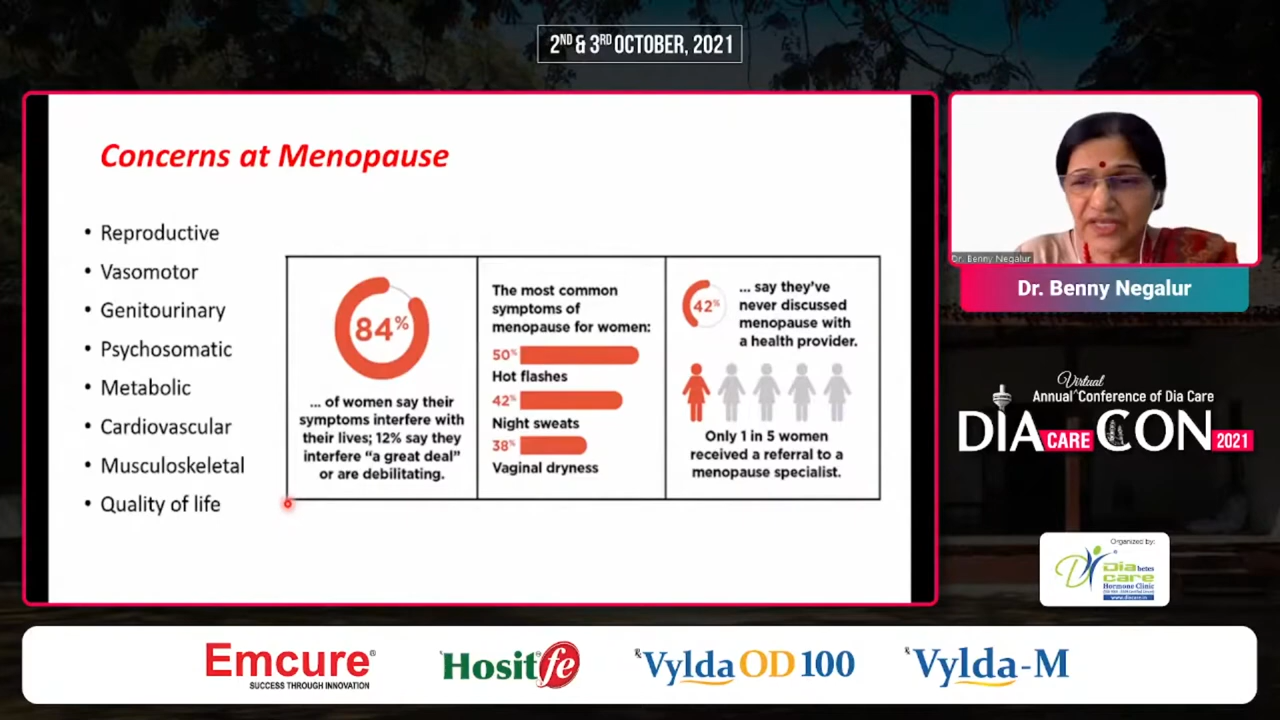 2ND & 3RD OCTOBER, 2021
Concerns at Menopause
• Reproductive
• Vasomotor
• Genitourinary
• Psychosomatic
• Metabolic
• Cardiovascular
• Musculoskeletal
• Quality of life
84%
... of women say their
symptoms interfere with
their lives; 12% say they
interfere “a great deal”
or are debilitating.
The most common
symptoms of
menopause for women:
50%
Hot flashes
42%
Night sweats
38%
Vaginal dryness
42%
... say they've
never discussed
menopause with
a health provider.
Only 1 in 5 women
received a referral to a
menopause specialist.
Dr. Benny Negalur
Dr. Benny Negalur
Virtual
Annual ^ Conference of Dia Care
DIA CARE CON 2021
Organized by:
Dia betes
care
Hormone Clinic
www.diacare.in
Emcure®
SUCCESS THROUGH INNOVATION
Hosit fe
Vylda OD 100
Vylda-M